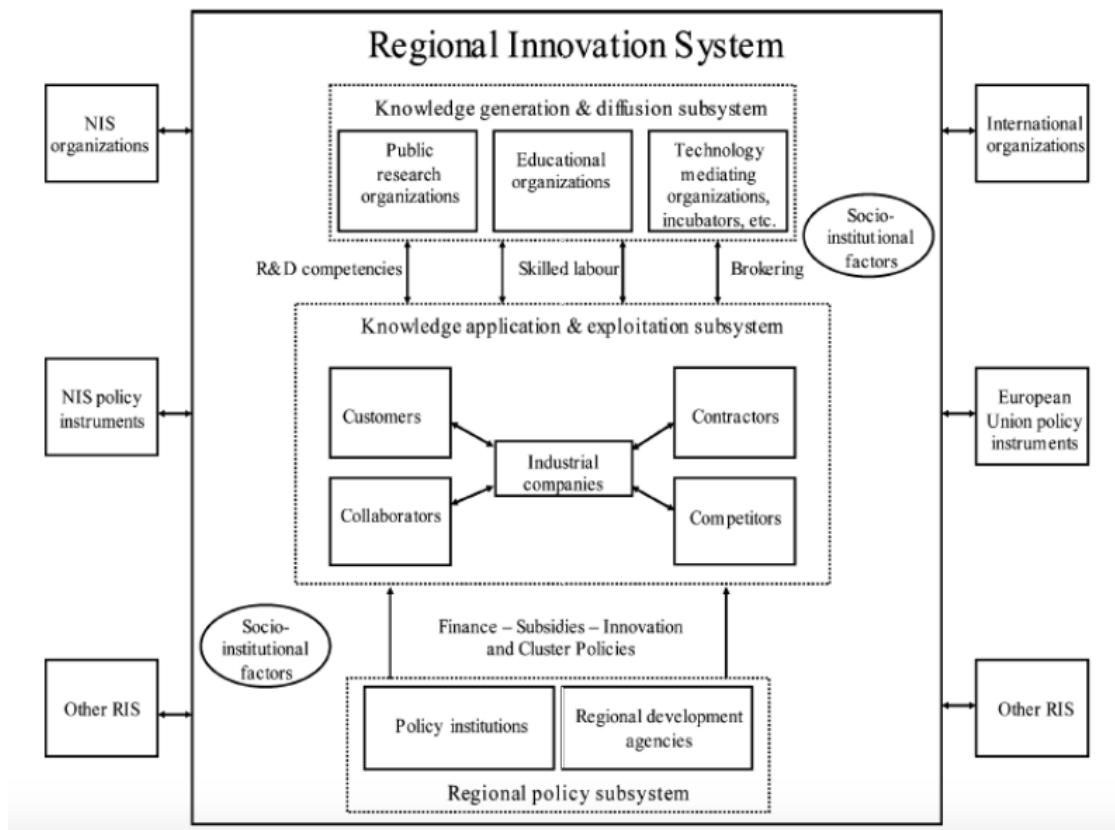 Regional Innovation System
Knowledge generation & diffusion subsystem
NIS
organizations
Public
research
organizations
Educational
organizations
Technology
mediating
organizations,
incubators, etc.
International
organizations
Socio-
institutional
factors
R&D competencies
Skilled labour
Brokering
Knowledge application & exploitation subsystem
NIS policy
instruments
Customers
Contractors
Industrial
companies
Collaborators
Competitors
European
Union policy
instruments
Socio-
institutional
factors
Finance – Subsidies – Innovation
and Cluster Policies
Other RIS
Policy institutions
Regional development
agencies
Regional policy subsystem
Other RIS